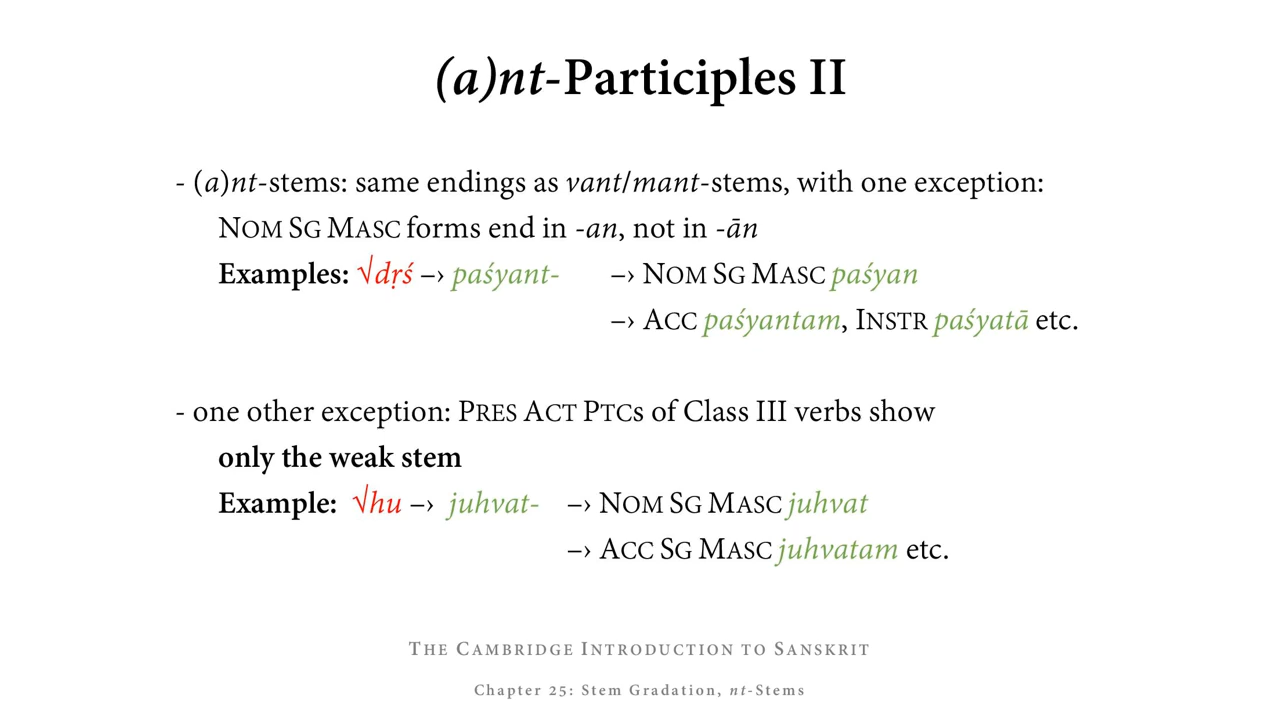 (a)nt-Participles II
- (a)nt-stems: same endings as vant/mant-stems, with one exception:
NOM SG MASC forms end in -an, not in -ān
Examples: √dṛś –› paśyant- –› NOM SG MASC paśyan
–› ACC paśyantam, INSTR paśyatā etc.
- one other exception: PRES ACT PTCs of Class III verbs show
only the weak stem
Example: √hu –› juhvat- –› NOM SG MASC juhvat
–› ACC SG MASC juhvatam etc.
THE CAMBRIDGE INTRODUCTION TO SANSKRIT
Chapter 25: Stem Gradation, nt-Stems